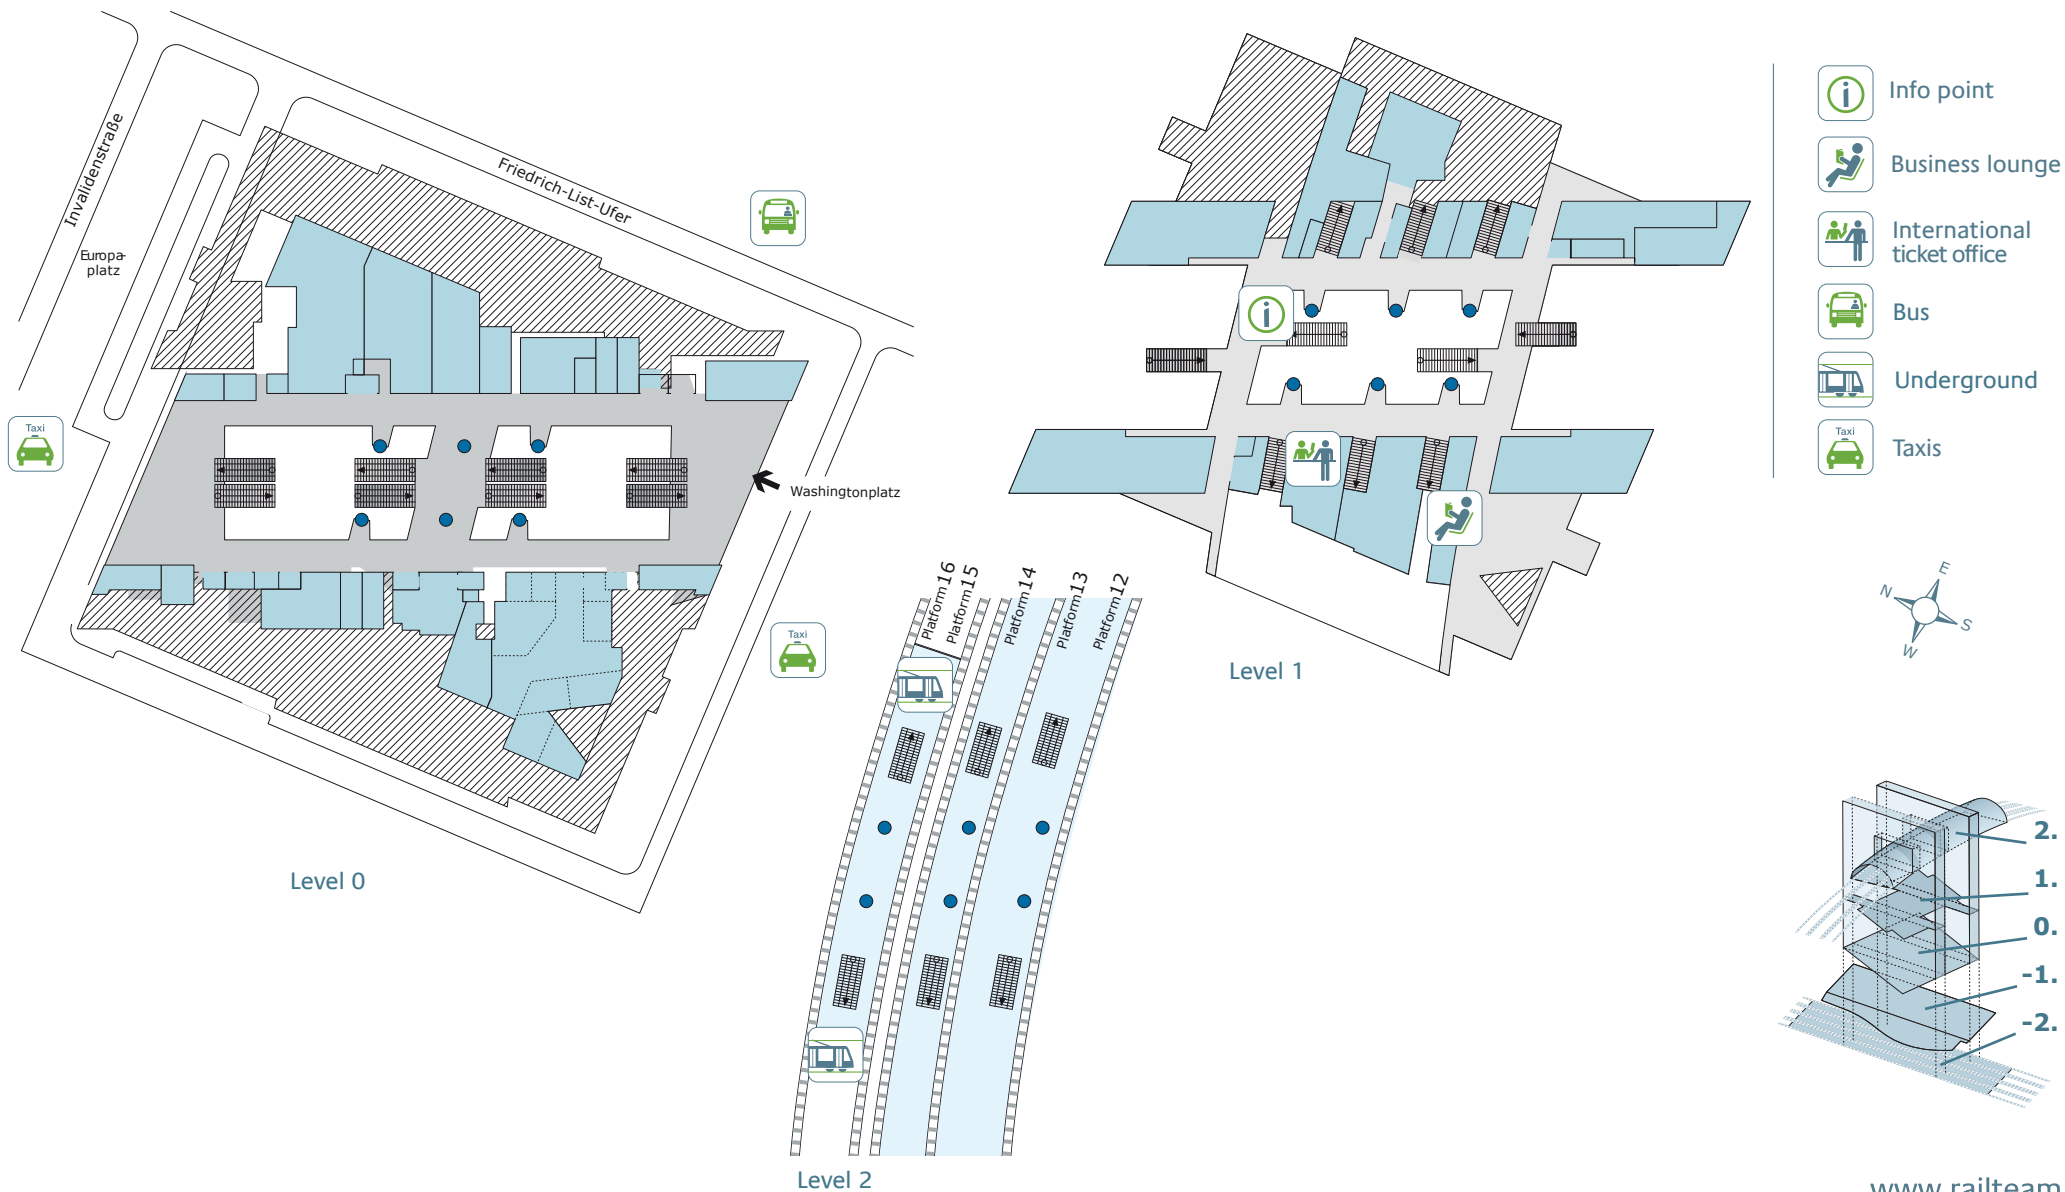 Invalidenstraße
Europa-
platz
Friedrich-List-Ufer
Taxi
Washingtonplatz
Taxi
Level 0
Platform 16
Platform 15
Platform 14
Platform 13
Platform 12
Level 2
Level 1
Info point
Business lounge
International
ticket office
Bus
Underground
Taxi
Taxis
N
E
S
W
2.
1.
0.
-1.
-2.
www.railteam